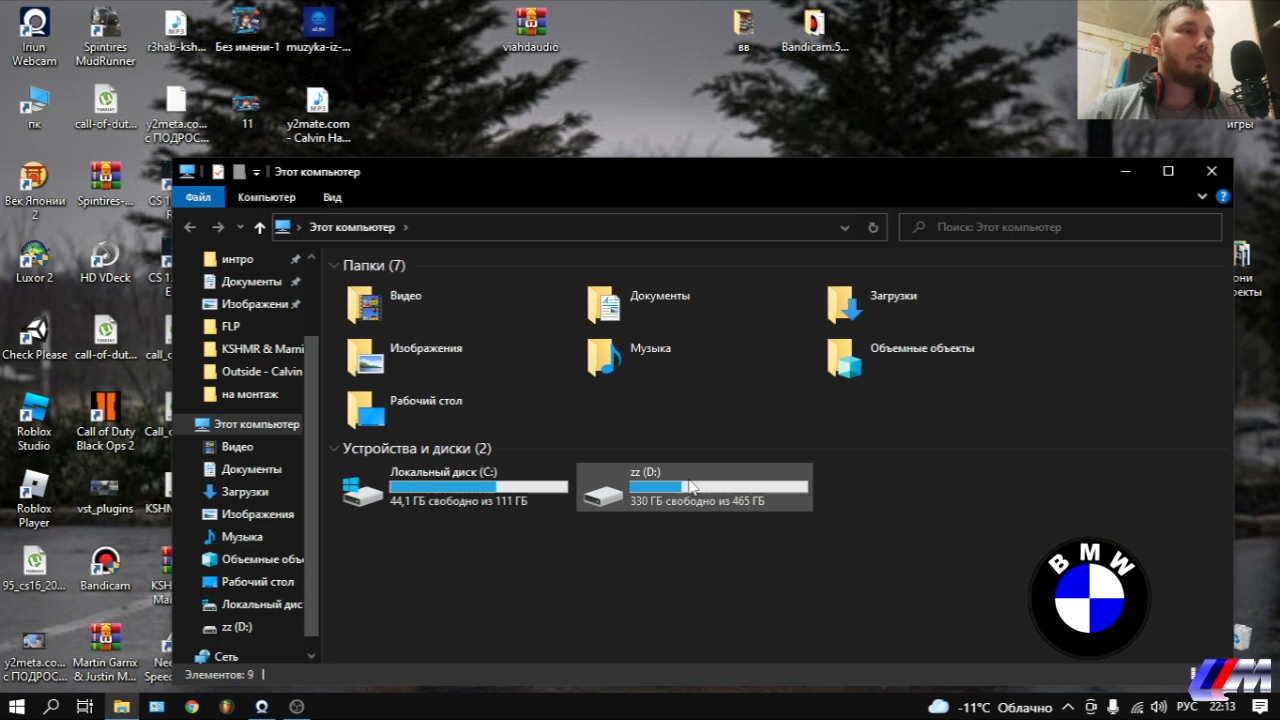 Iriun
Webcam
Spintires
MudRunner
r3hab-ksh...
Без имени-1
muzyka-iz-...
viahdaudio
вв
Bandicam.5...
пк
call-of-dut...
y2meta.co...
с ПОДРОС...
11
y2mate.com
- Calvin Ha...
игры
Век Японии
2
Spintires-...
CS 1.
Luxor 2
HD VDeck
CS 1.
Check Please
call-of-dut...
call_o
Roblox
Studio
Call of Duty
Black Ops 2
Call_o
Roblox
Player
vst_plugins
KSHM
95_cs16_20...
Bandicam
KSH
Ma
y2meta.co...
с ПОДРОС...
Martin Garrix
& Justin M...
Nee
Speec
Этот компьютер
Файл
Компьютер
Вид
Этот компьютер
Поиск: Этот компьютер
интро
Документы
Изображени
FLP
KSHMR & Marni
Outside - Calvin
на монтаж
Этот компьютер
Видео
Документы
Загрузки
Изображения
Музыка
Объемные объ
Рабочий стол
Локальный дис
zz (D:)
Сеть
Папки (7)
Видео
Документы
Загрузки
Изображения
Музыка
Объемные объекты
Рабочий стол
Устройства и диски (2)
Локальный диск (C:)
44,1 ГБ свободно из 111 ГБ
zz (D:)
330 ГБ свободно из 465 ГБ
Элементов: 9
BMW
M
-11°C Облачно
РУС
22:13